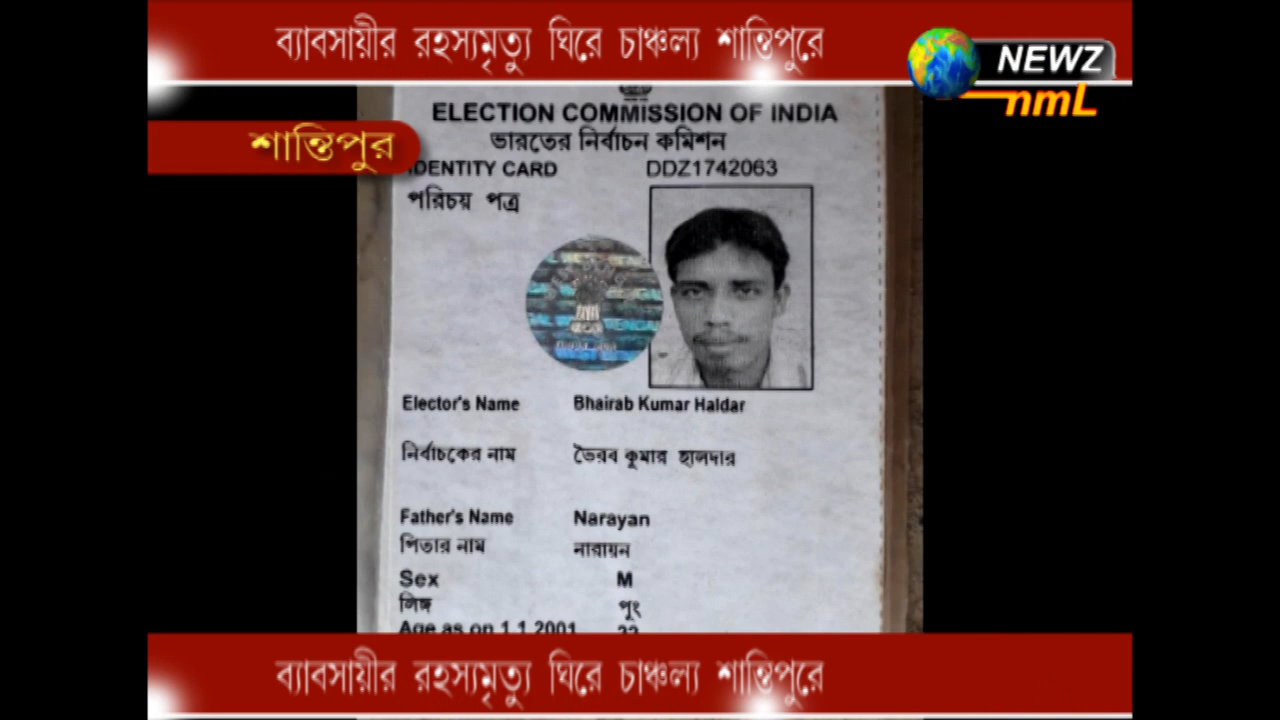 ব্যাবসায়ীর রহস্যমৃত্যু ঘিরে চাঞ্চল্য শান্তিপুরে
NEWZ
nmL
শান্তিপুর
ELECTION COMMISSION OF INDIA
ভারতের নির্বাচন কমিশন
IDENTITY CARD DDZ1742063
পরিচয় পত্র
Elector's Name Bhairab Kumar Haldar
নির্বাচকের নাম ভৈরব কুমার হালদার
Father's Name Narayan
পিতার নাম নারায়ন
Sex M
লিঙ্গ পুং
Age as on 1.1.2001
ব্যাবসায়ীর রহস্যমৃত্যু ঘিরে চাঞ্চল্য শান্তিপুরে